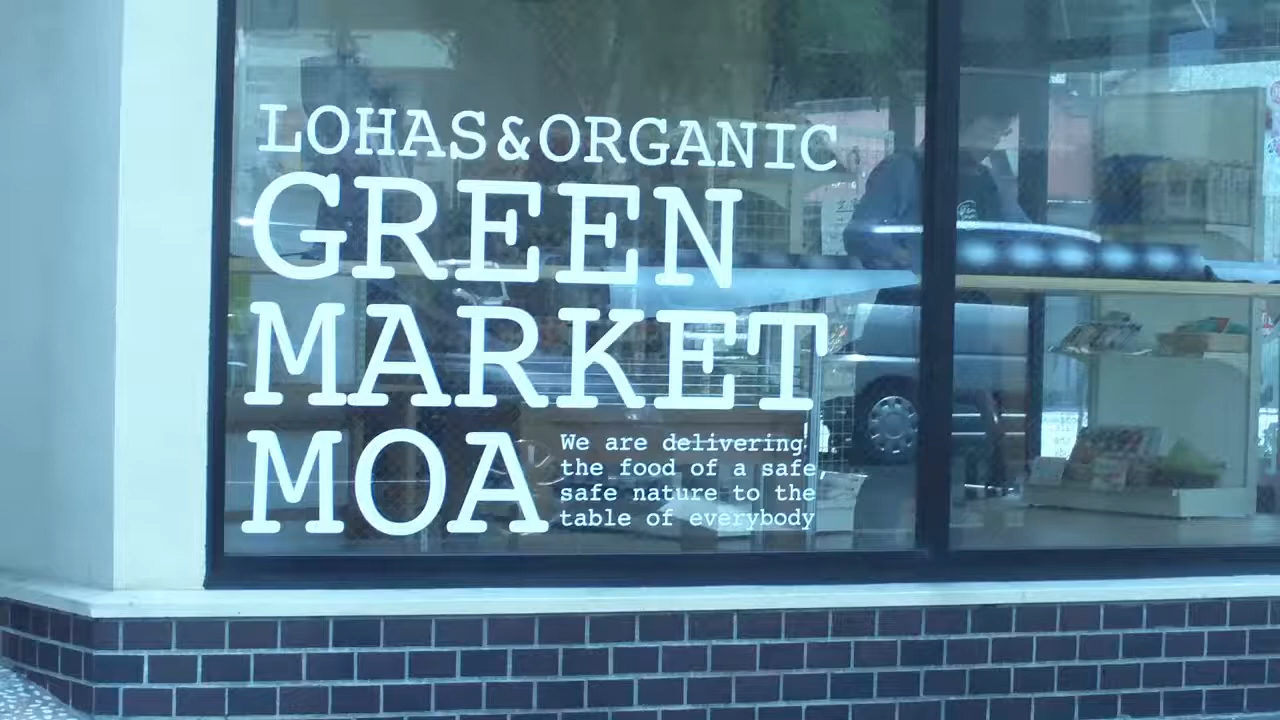 LOHAS&ORGANIC
GREEN
MARKET
MOA
We are delivering
the food of a safe,
safe nature to the
table of everybody